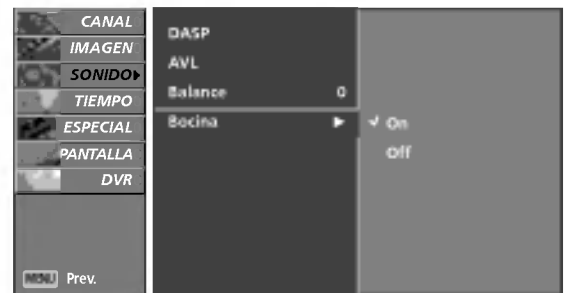 CANAL
IMAGEN
SONIDO
TIEMPO
ESPECIAL
PANTALLA
DVR
MENU Prev.
DASP
AVL
Balance 0
Bocina
On
Off